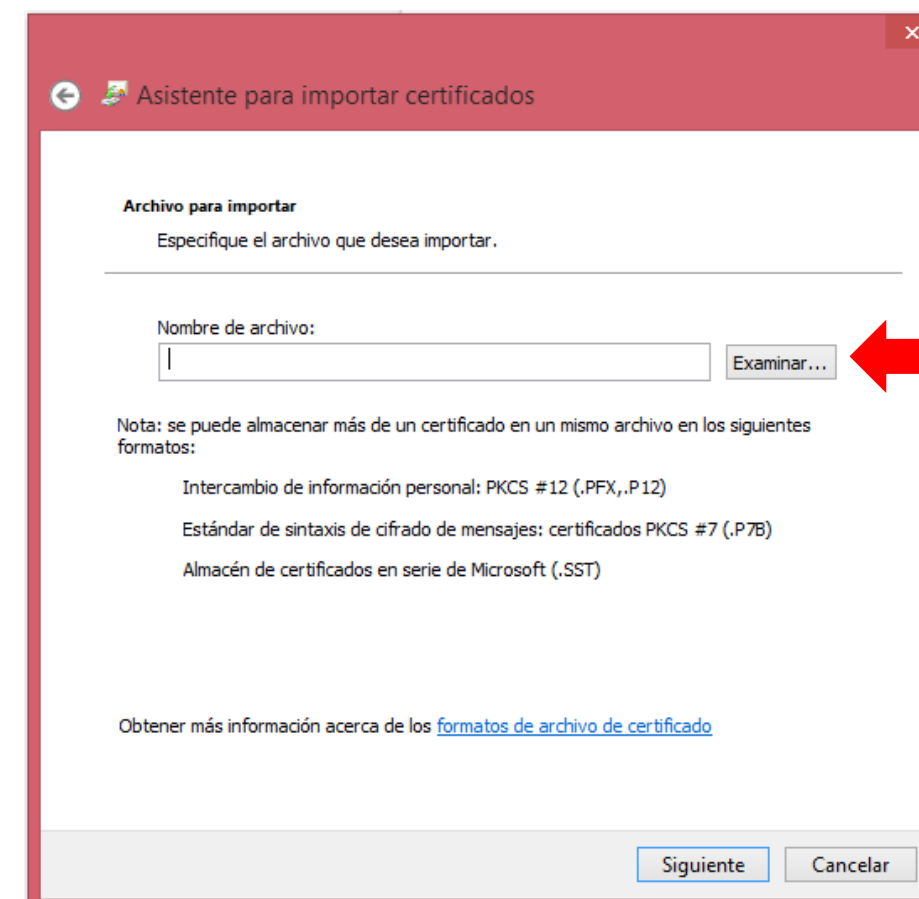 Asistente para importar certificados
Archivo para importar
Especifique el archivo que desea importar.
Nombre de archivo:
Examinar...
Nota: se puede almacenar más de un certificado en un mismo archivo en los siguientes
formatos:
Intercambio de información personal: PKCS #12 (.PFX,.P12)
Estándar de sintaxis de cifrado de mensajes: certificados PKCS #7 (.P7B)
Almacén de certificados en serie de Microsoft (.SST)
Obtener más información acerca de los formatos de archivo de certificado
Siguiente Cancelar